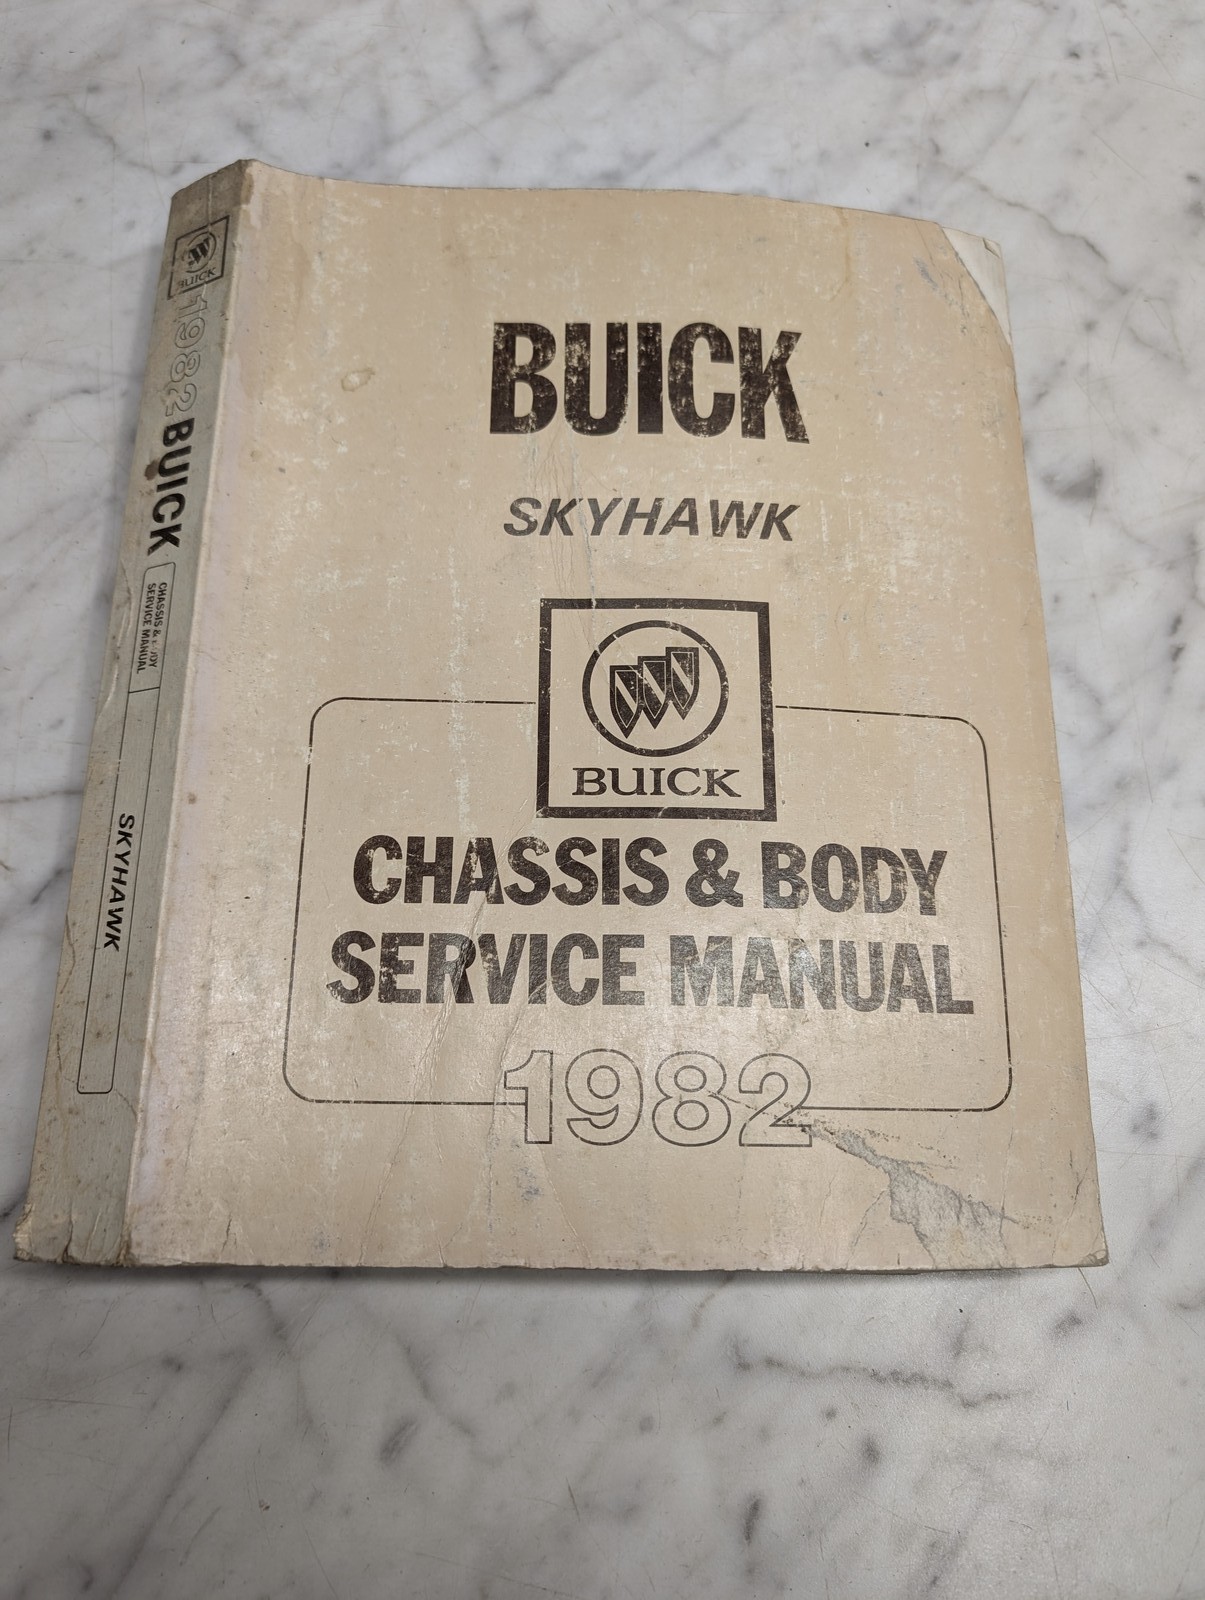 BUICK
SKYHAWK
BUICK
CHASSIS & BODY
SERVICE MANUAL
1982
BUICK
1982 BUICK
CHASSIS & BODY
SERVICE MANUAL
SKYHAWK